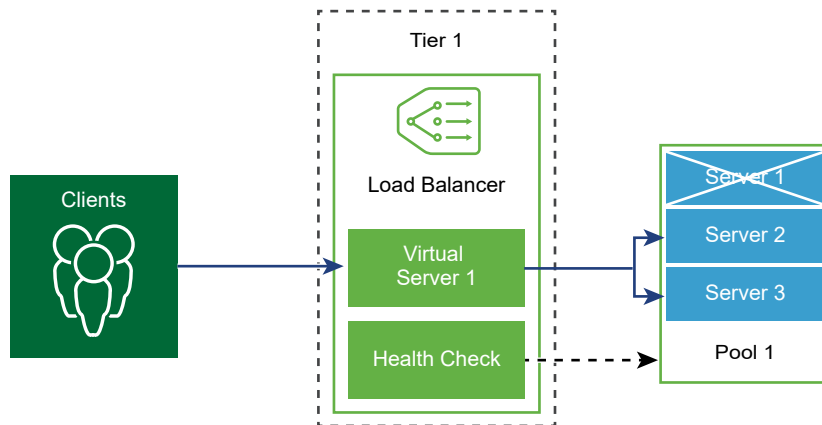 Tier 1
Load Balancer
Clients
Virtual
Server 1
Health Check
Server 1
Server 2
Server 3
Pool 1